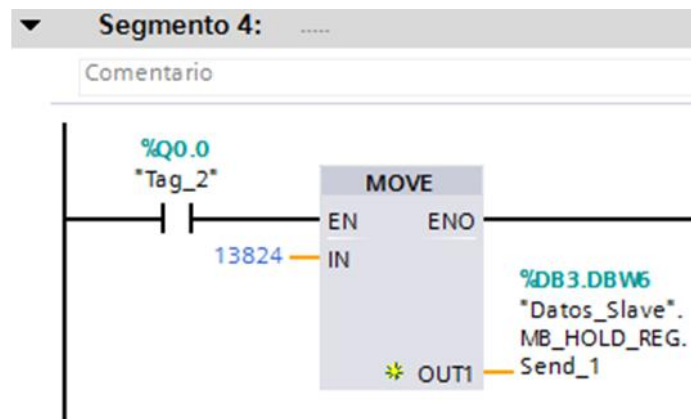 Segmento 4: .....
Comentario
%Q0.0
"Tag_2"
MOVE
EN ENO
13824 IN
%DB3.DBW6
"Datos_Slave".
MB_HOLD_REG.
OUT1 Send_1